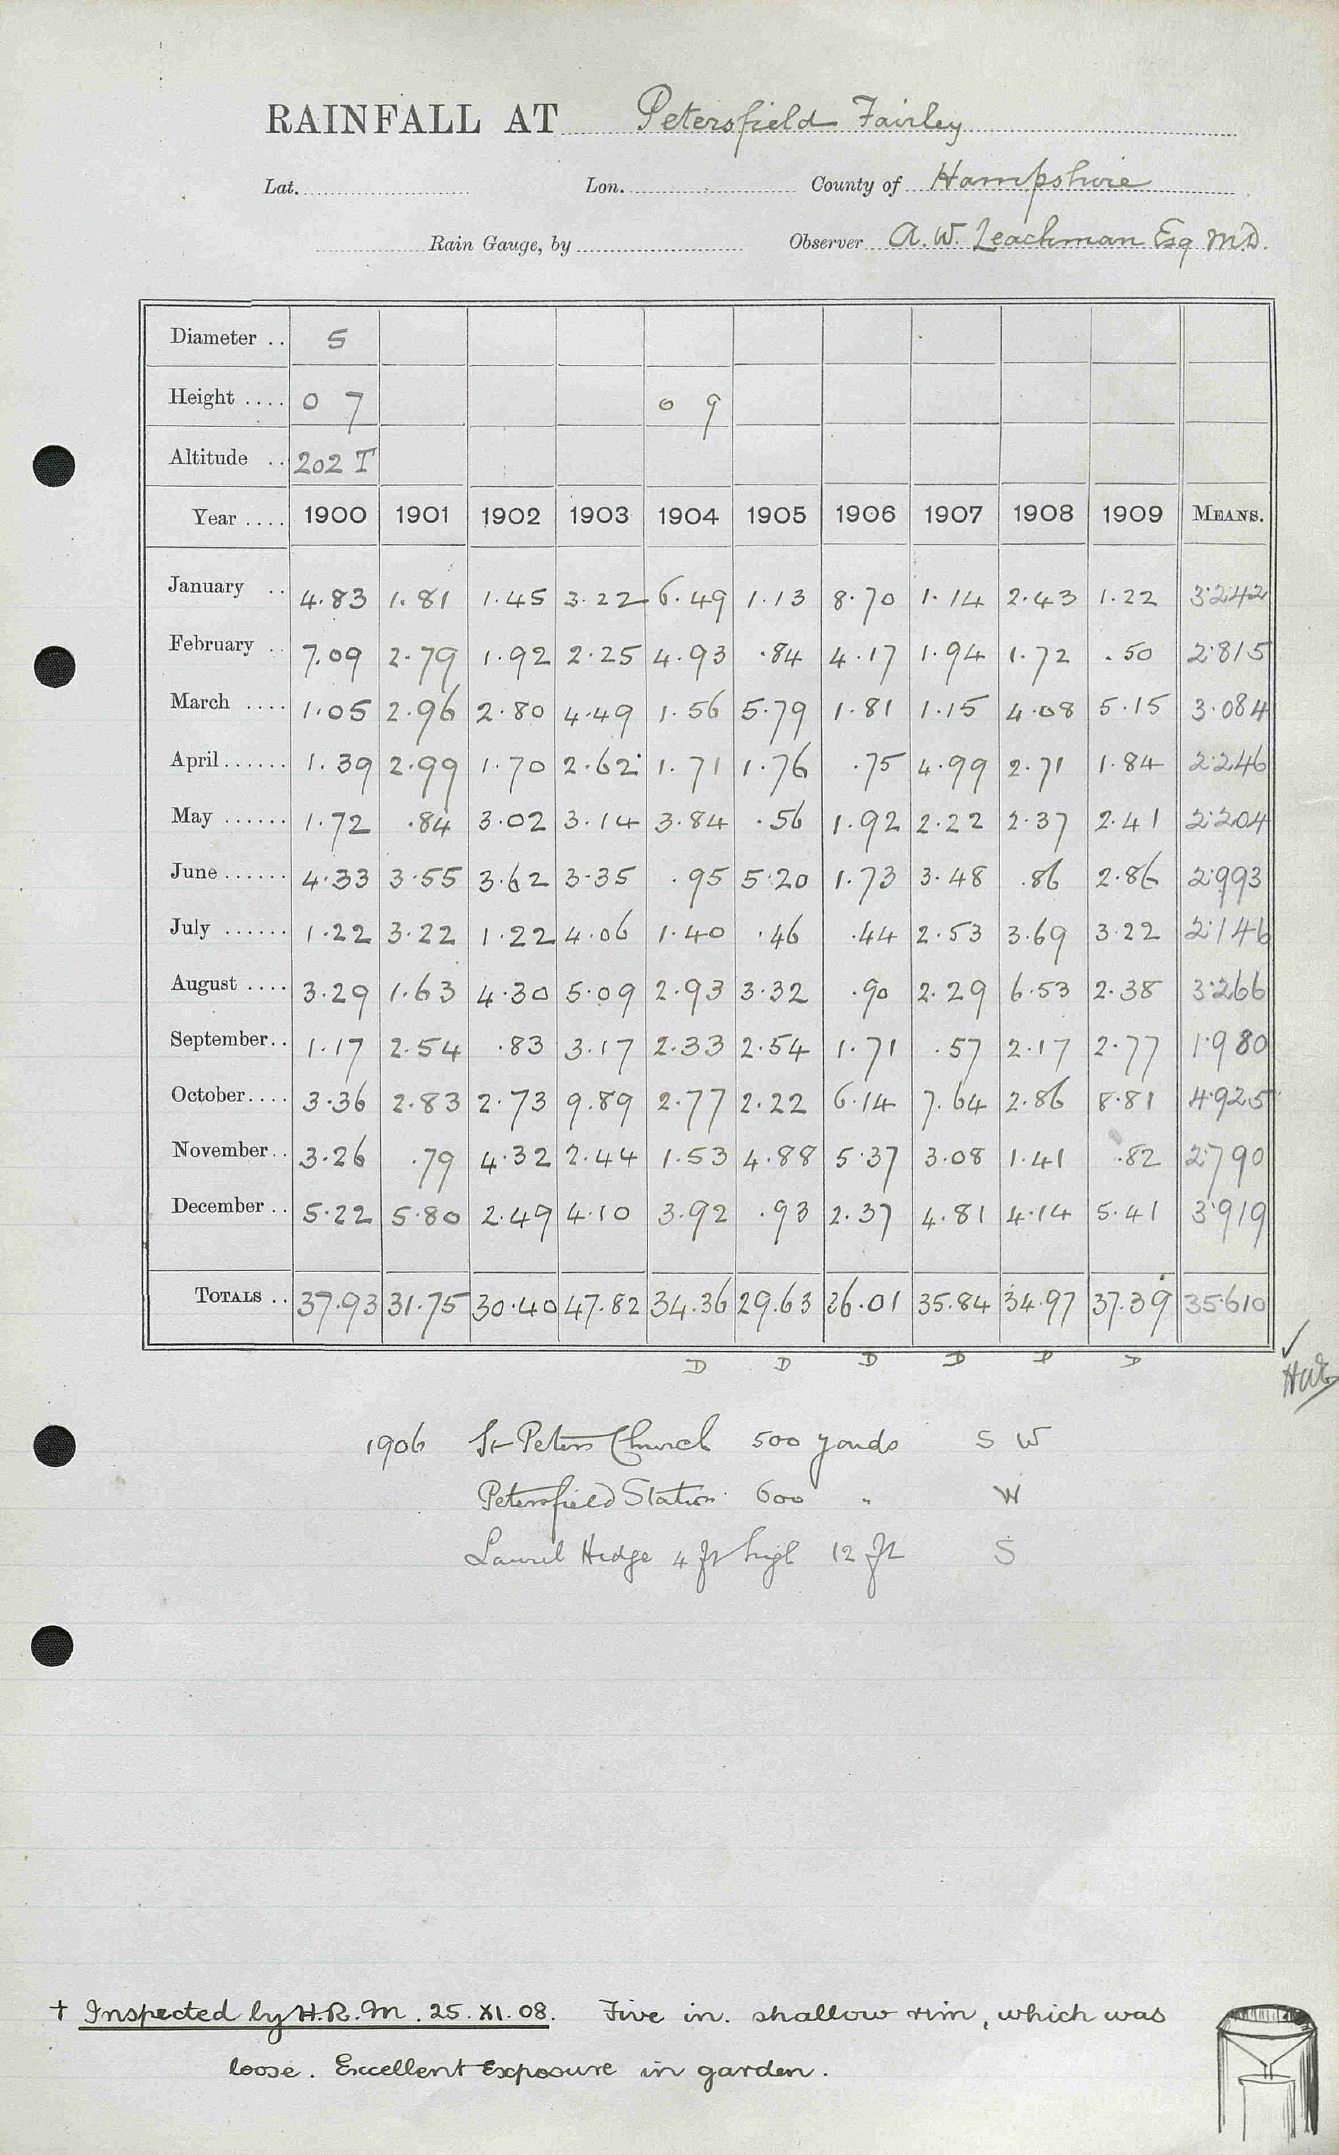 RAINFALL AT Petersfield Fairley
Lat. Lon. County of Hampshire
Rain Gauge, by Observer A. W. Leachman Esq M.D.
Diameter .. 5
Height .... 0 7 0 9
Altitude .. 202 T
Year .... 1900 1901 1902 1903 1904 1905 1906 1907 1908 1909 MEANS.
January .. 4.83 1.81 1.45 3.22 6.49 1.13 8.70 1.14 2.43 1.22 3.242
February .. 7.09 2.79 1.92 2.25 4.93 .84 4.17 1.94 1.72 .50 2.815
March .... 1.05 2.96 2.80 4.49 1.56 5.79 1.81 1.15 4.08 5.15 3.084
April ...... 1.39 2.99 1.70 2.62 1.71 1.76 .75 4.99 2.71 1.84 2.246
May ...... 1.72 .84 3.02 3.14 3.84 .56 1.92 2.22 2.37 2.41 2.204
June ...... 4.33 3.55 3.62 3.35 .95 5.20 1.73 3.48 .86 2.86 2.993
July ...... 1.22 3.22 1.22 4.06 1.40 .46 .44 2.53 3.69 3.22 2.146
August .... 3.29 1.63 4.30 5.09 2.93 3.32 .90 2.29 6.53 2.38 3.266
September .. 1.17 2.54 .83 3.17 2.33 2.54 1.71 .57 2.17 2.77 1.980
October .... 3.36 2.83 2.73 9.89 2.77 2.22 6.14 7.64 2.86 8.81 4.925
November .. 3.26 .79 4.32 2.44 1.53 4.88 5.37 3.08 1.41 .82 2.790
December .. 5.22 5.80 2.49 4.10 3.92 .93 2.37 4.81 4.14 5.41 3.919
TOTALS .. 37.93 31.75 30.40 47.82 34.36 29.63 36.01 35.84 34.97 37.39 35.610
D D D D D D
1906 St Peters Church 500 yards S W
Petersfield Station 600 " W
Laurel Hedge 4 ft high 12 ft S
† Inspected by H.R.M. 25.XI.08. Five in. shallow rim, which was
loose. Excellent Exposure in garden.